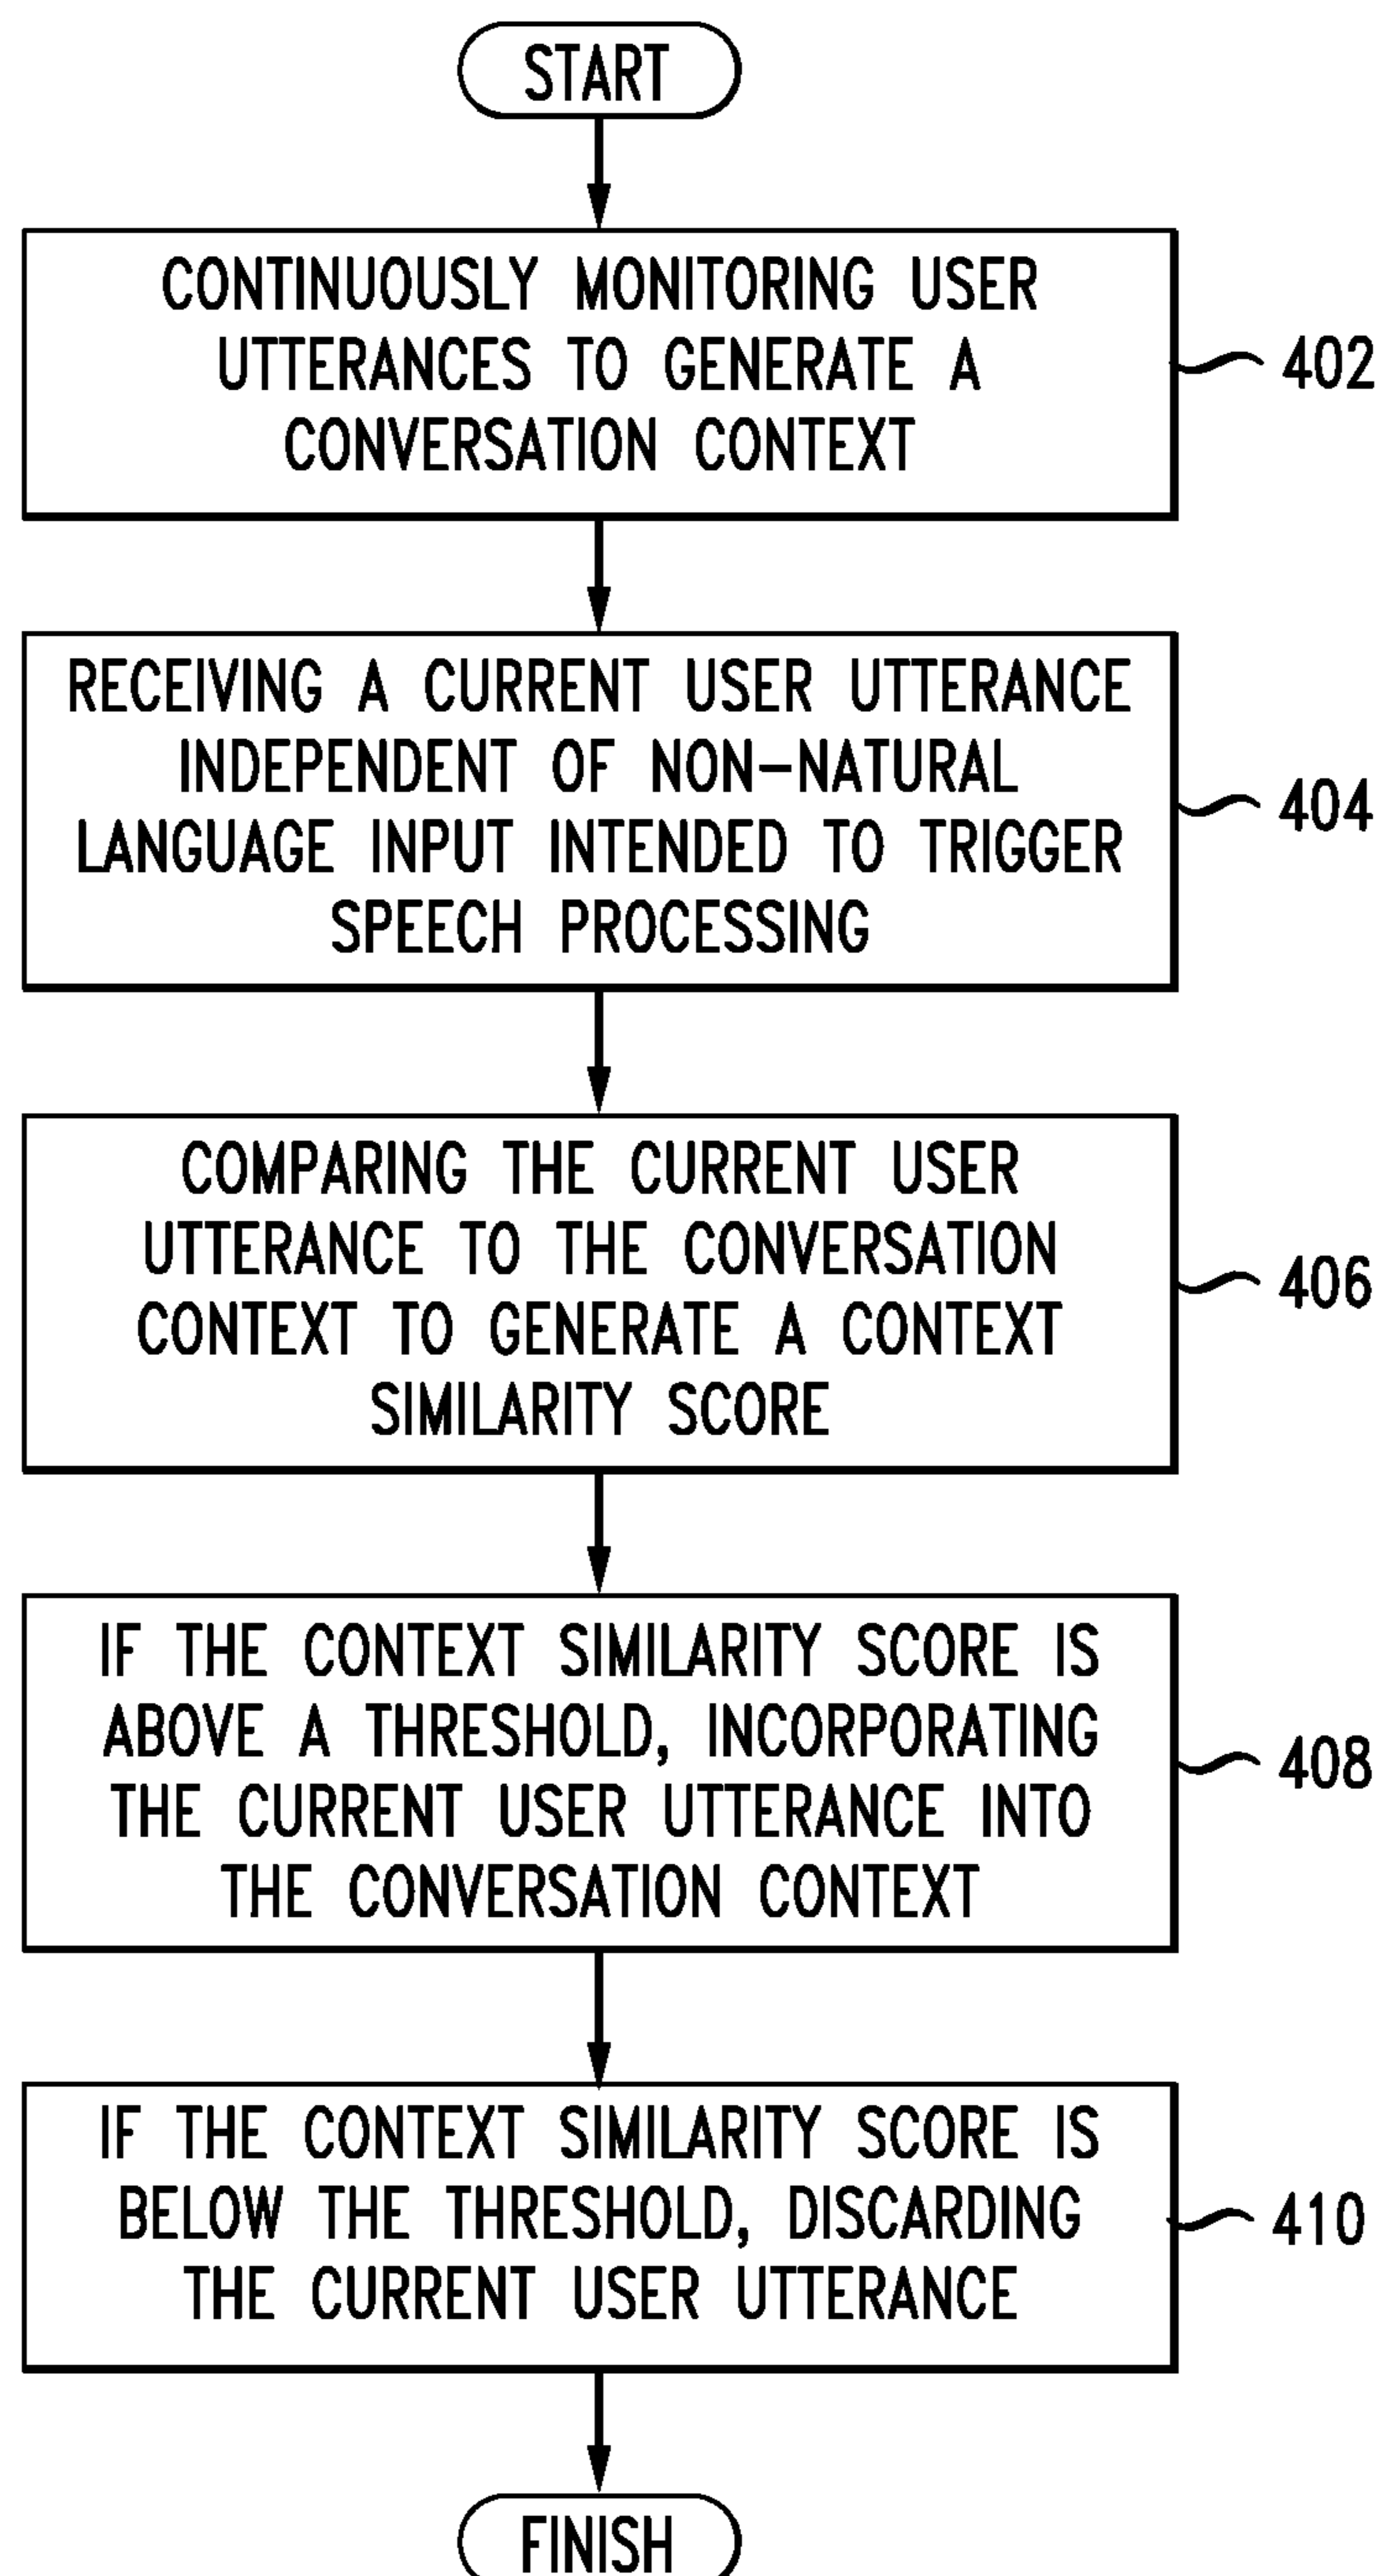 START
CONTINUOUSLY MONITORING USER
UTTERANCES TO GENERATE A
CONVERSATION CONTEXT
402
RECEIVING A CURRENT USER UTTERANCE
INDEPENDENT OF NON-NATURAL
LANGUAGE INPUT INTENDED TO TRIGGER
SPEECH PROCESSING
404
COMPARING THE CURRENT USER
UTTERANCE TO THE CONVERSATION
CONTEXT TO GENERATE A CONTEXT
SIMILARITY SCORE
406
IF THE CONTEXT SIMILARITY SCORE IS
ABOVE A THRESHOLD, INCORPORATING
THE CURRENT USER UTTERANCE INTO
THE CONVERSATION CONTEXT
408
IF THE CONTEXT SIMILARITY SCORE IS
BELOW THE THRESHOLD, DISCARDING
THE CURRENT USER UTTERANCE
410
FINISH